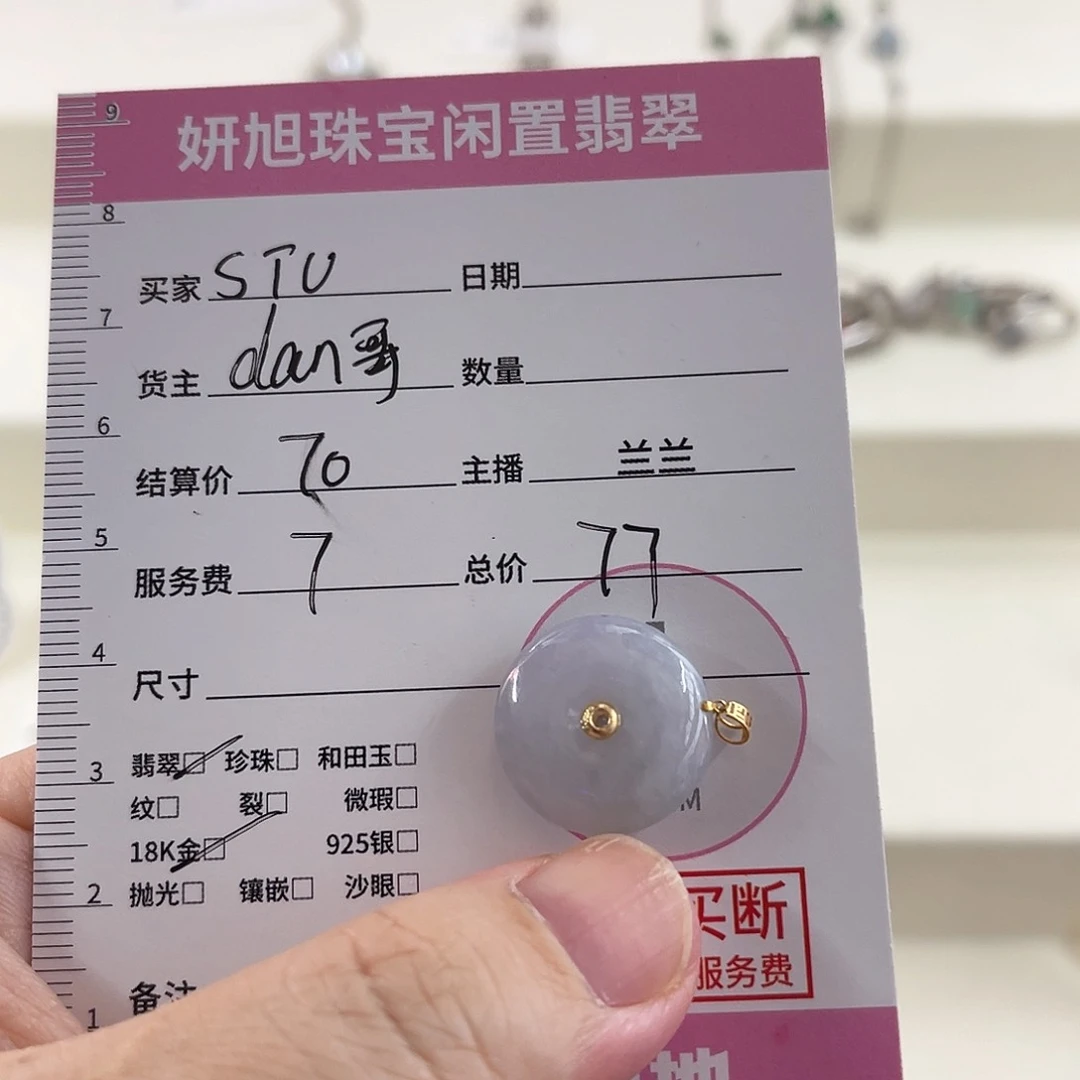 妍旭珠宝闲置翡翠
9
8
买家 STU 日期
7
货主 dan哥 数量
6
结算价 70 主播 兰兰
5
服务费 7 总价 77
4
尺寸
翡翠☑ 珍珠□ 和田玉□
3
纹□ 裂□ 微瑕□
M
18K金☑ 925银□
2 抛光□ 镶嵌□ 沙眼□
买断
服务费
备注
1